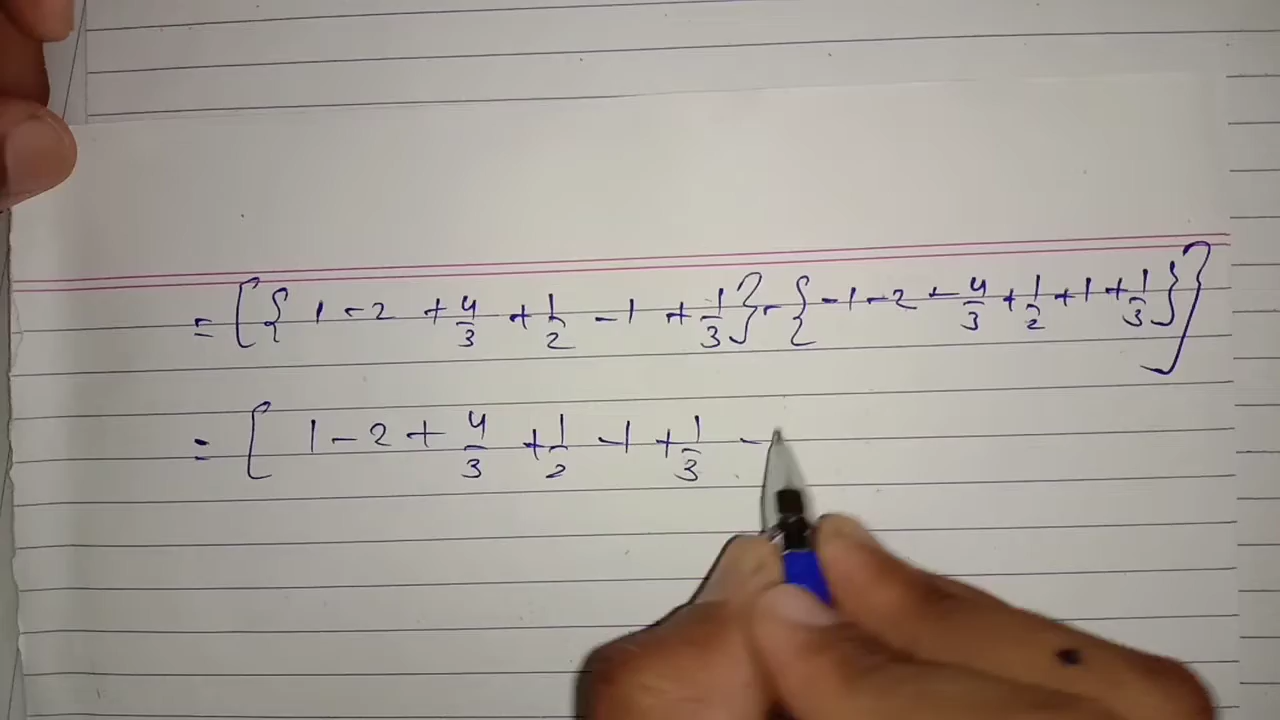 = [{ 1 - 2 + 4/3 + 1/2 - 1 + 1/3 } - { -1 - 2 - 4/3 + 1/2 + 1 + 1/3 }]
= [ 1 - 2 + 4/3 + 1/2 - 1 + 1/3 -